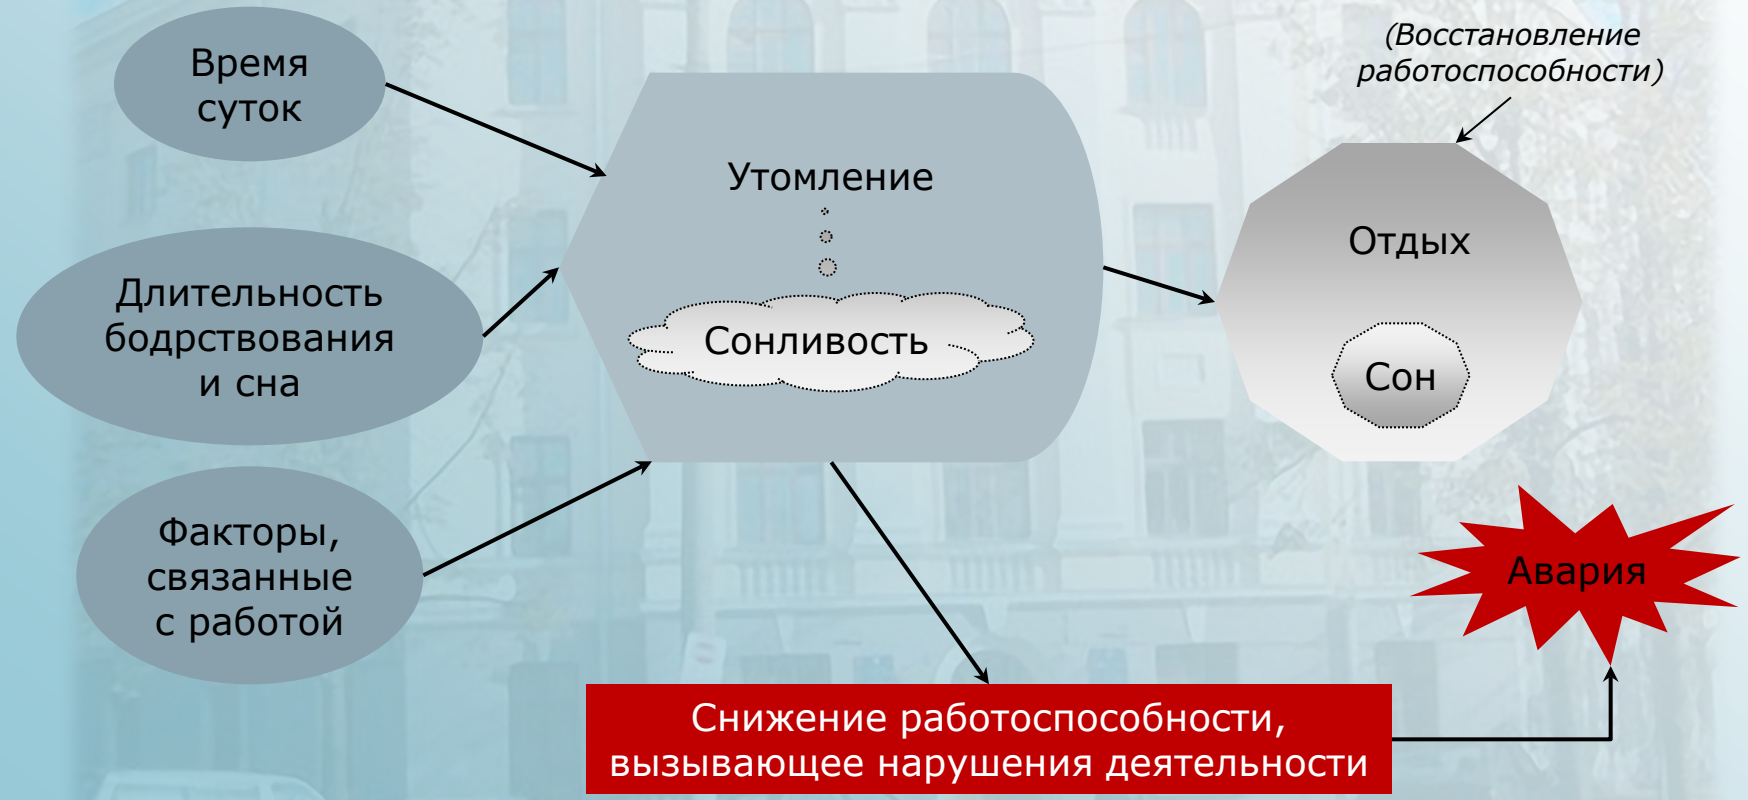 Время
суток
Длительность
бодрствования
и сна
Факторы,
связанные
с работой
Утомление
Сонливость
(Восстановление
работоспособности)
Отдых
Сон
Авария
Снижение работоспособности,
вызывающее нарушения деятельности